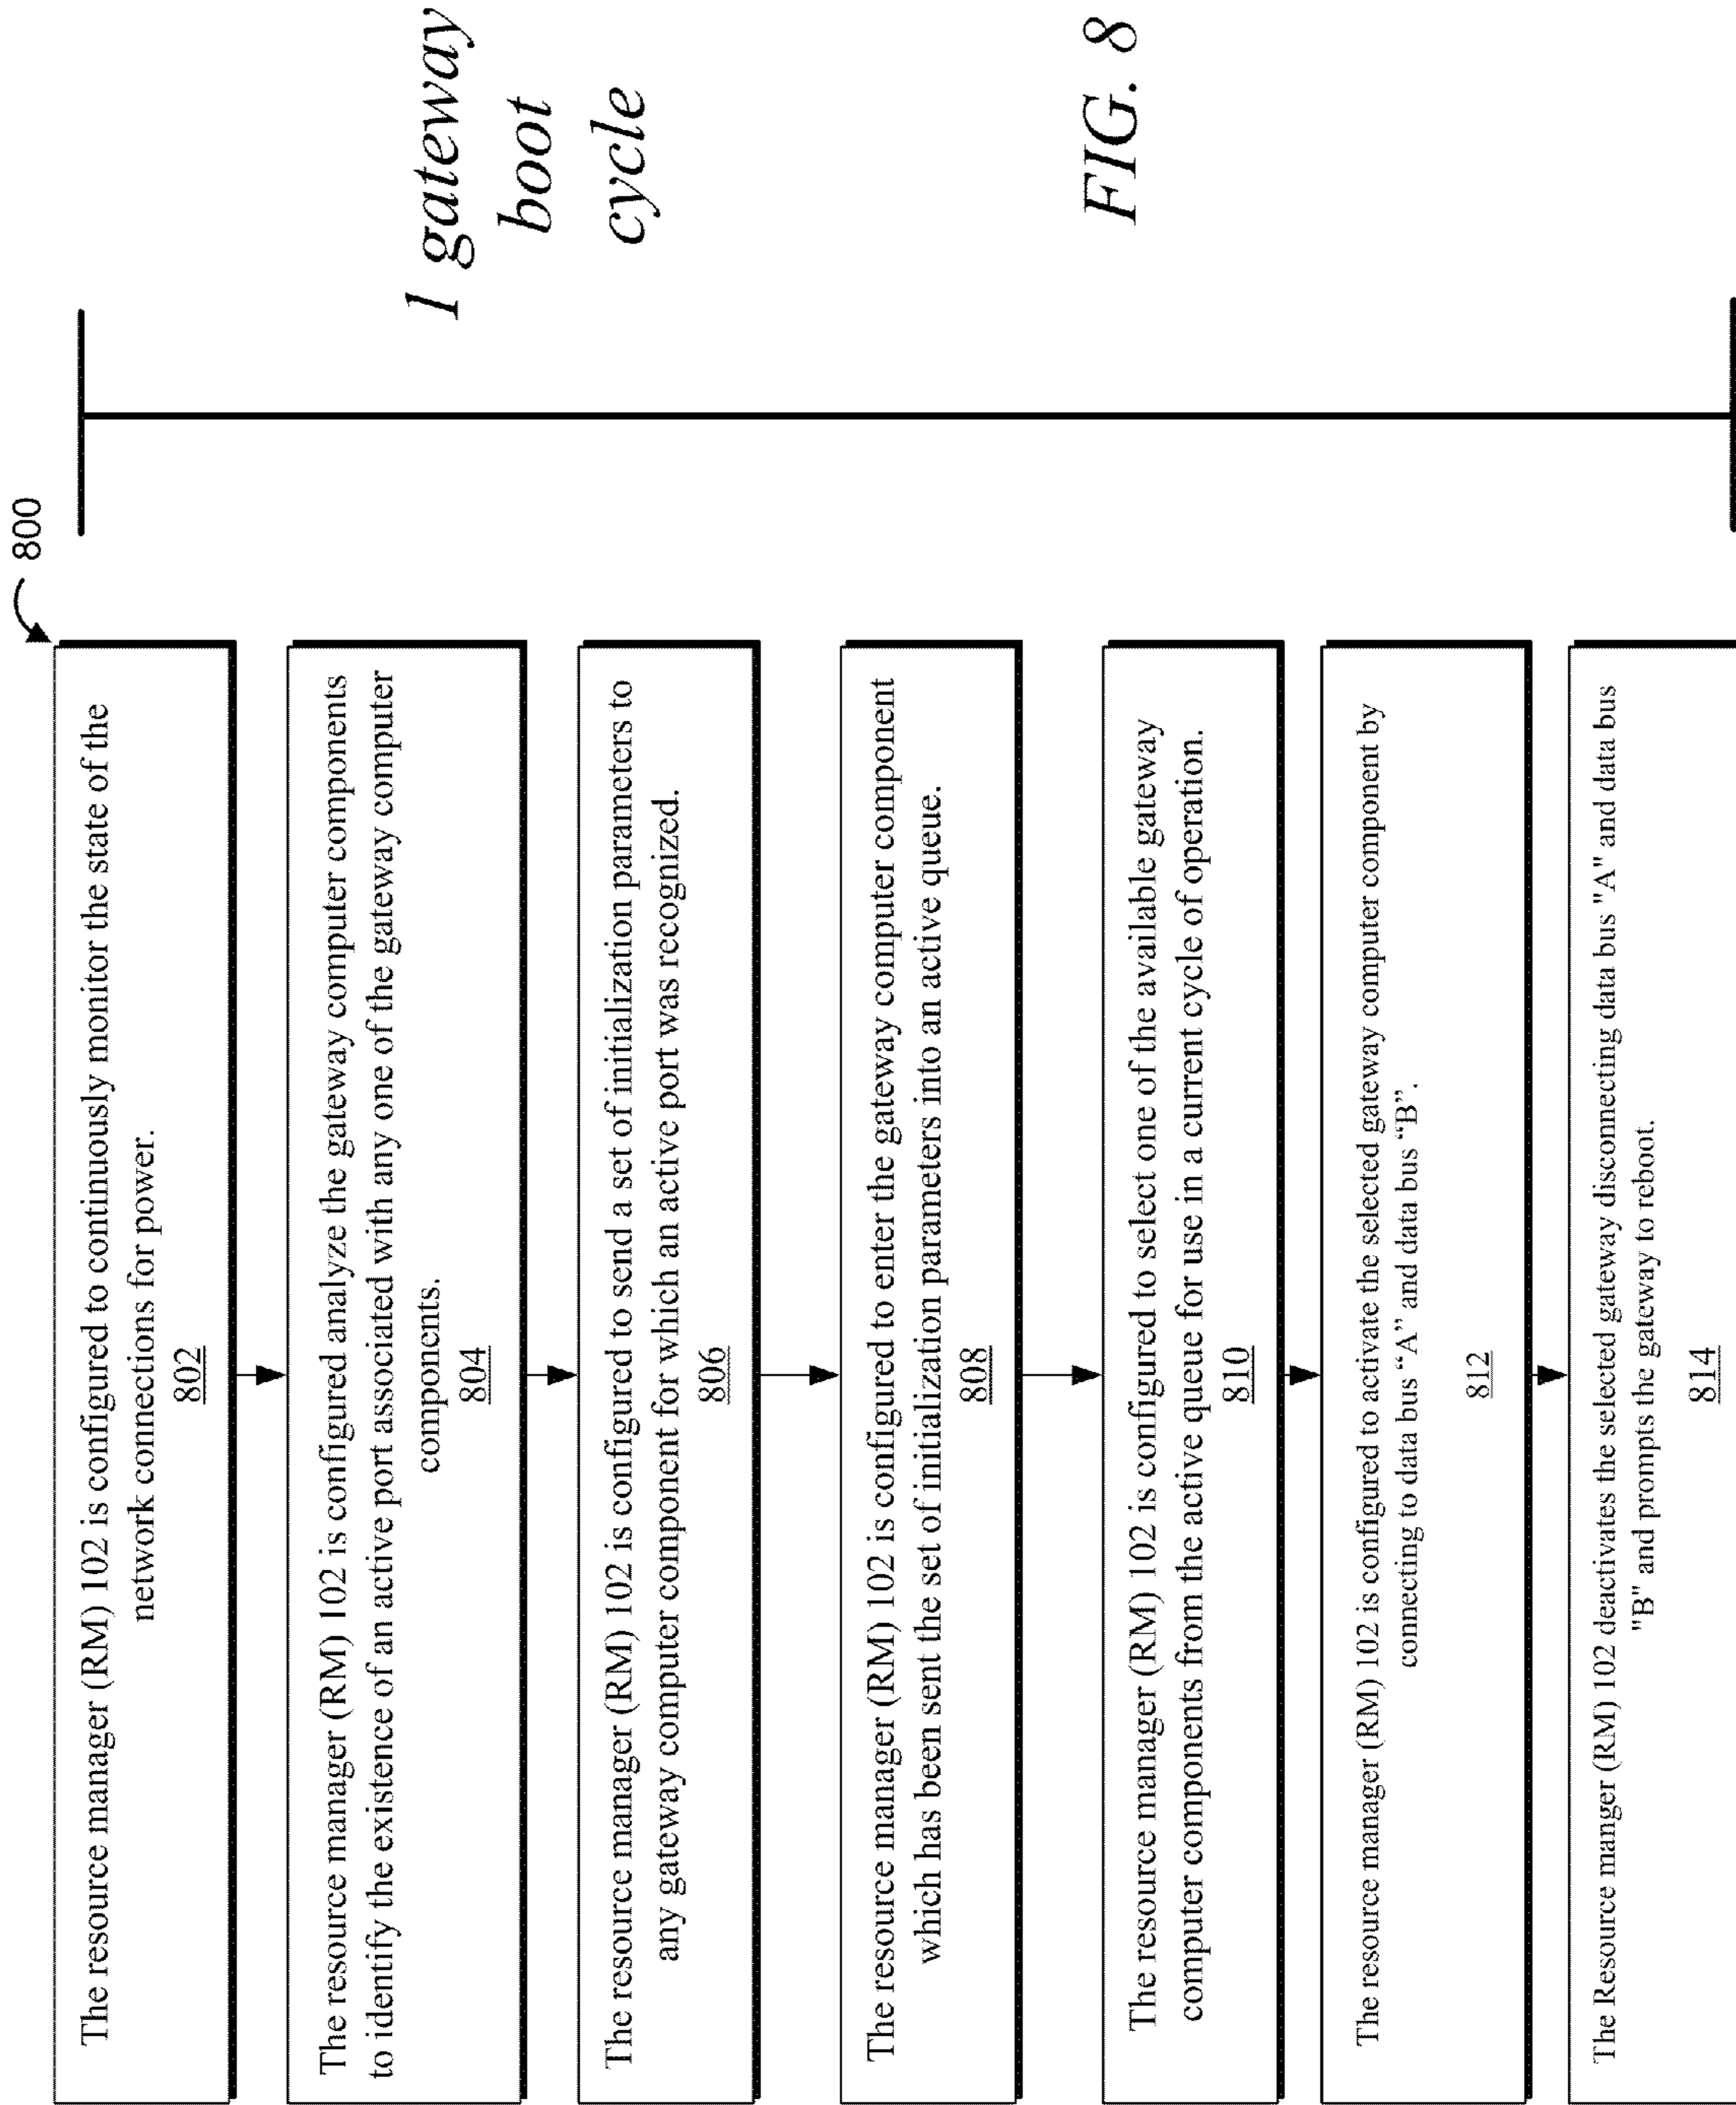 800
The resource manager (RM) 102 is configured to continuously monitor the state of the
network connections for power.
802
The resource manager (RM) 102 is configured analyze the gateway computer components
to identify the existence of an active port associated with any one of the gateway computer
components.
804
The resource manager (RM) 102 is configured to send a set of initialization parameters to
any gateway computer component for which an active port was recognized.
806
The resource manager (RM) 102 is configured to enter the gateway computer component
which has been sent the set of initialization parameters into an active queue.
808
The resource manager (RM) 102 is configured to select one of the available gateway
computer components from the active queue for use in a current cycle of operation.
810
The resource manager (RM) 102 is configured to activate the selected gateway computer component by
connecting to data bus “A” and data bus “B”.
812
The Resource manger (RM) 102 deactivates the selected gateway disconnecting data bus "A" and data bus
"B" and prompts the gateway to reboot.
814
1 gateway
boot
cycle
FIG. 8